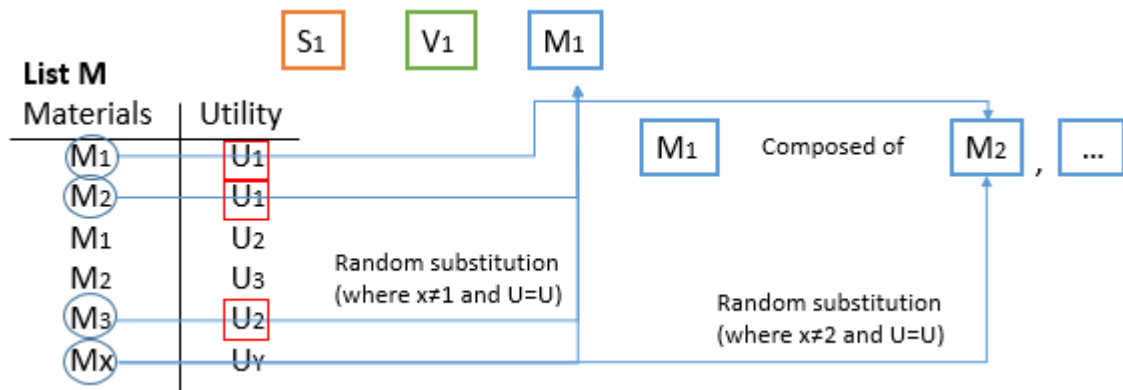 S1 V1 M1
List M
Materials Utility
M1 U1
M2 U1
M1 U2
M2 U3
M3 U2
Mx UY
M1 Composed of M2 , ...
Random substitution
(where x≠1 and U=U)
Random substitution
(where x≠2 and U=U)